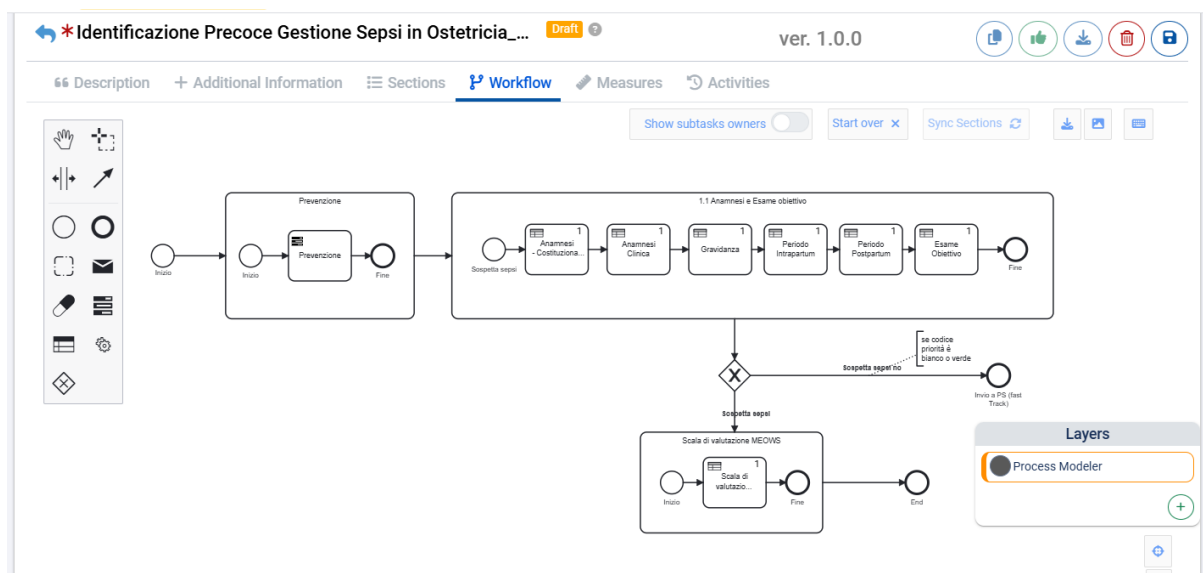 *Identificazione Precoce Gestione Sepsi in Ostetricia_... Draft ? ver. 1.0.0
Description Additional Information Sections Workflow Measures Activities
Show subtasks owners Start over × Sync Sections
Prevenzione
Inizio
Inizio
Prevenzione
Fine
1.1 Anamnesi e Esame obiettivo
Sospetta sepsi
1
Anamnesi
- Costituziona...
1
Anamnesi
Clinica
1
Gravidanza
1
Periodo
Intrapartum
1
Periodo
Postpartum
1
Esame
Obiettivo
Fine
se codice
priorità è
bianco o verde
X
Sospetta sepsi no
Invio a PS (fast
Track)
Sospetta sepsi
Scala di valutazione MEOWS
Inizio
1
Scala di
valutazio...
Fine
End
Layers
Process Modeler